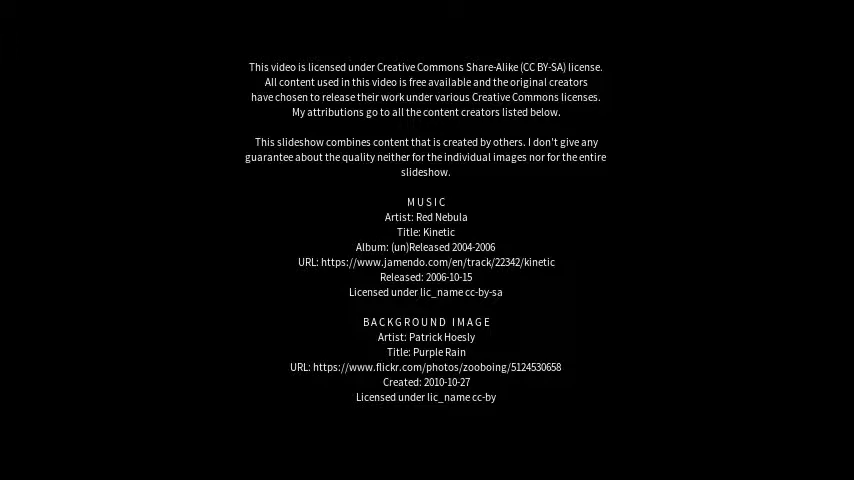 This video is licensed under Creative Commons Share-Alike (CC BY-SA) license.
All content used in this video is free available and the original creators
have chosen to release their work under various Creative Commons licenses.
My attributions go to all the content creators listed below.
This slideshow combines content that is created by others. I don't give any
guarantee about the quality neither for the individual images nor for the entire
slideshow.
MUSIC
Artist: Red Nebula
Title: Kinetic
Album: (un)Released 2004-2006
URL: https://www.jamendo.com/en/track/22342/kinetic
Released: 2006-10-15
Licensed under lic_name cc-by-sa
BACKGROUND IMAGE
Artist: Patrick Hoesly
Title: Purple Rain
URL: https://www.flickr.com/photos/zooboing/5124530658
Created: 2010-10-27
Licensed under lic_name cc-by